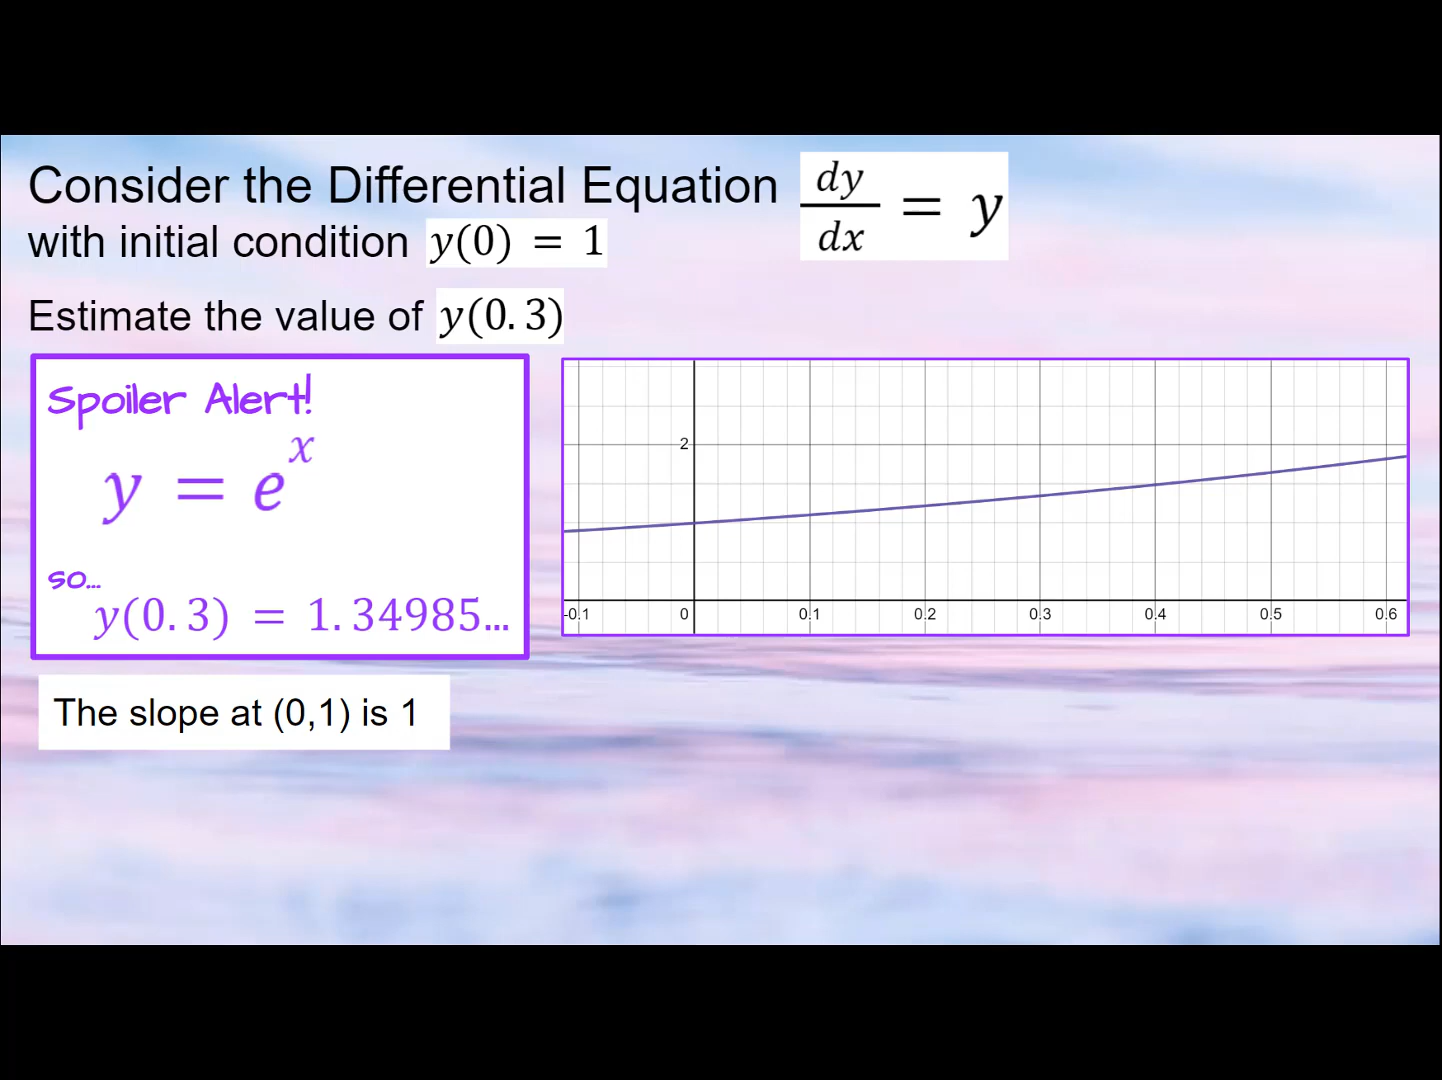 Consider the Differential Equation dy/dx = y
with initial condition y(0) = 1
Estimate the value of y(0.3)
Spoiler Alert!
y = e^x
so...
y(0.3) = 1.34985...
2
-0.1 0 0.1 0.2 0.3 0.4 0.5 0.6
The slope at (0,1) is 1